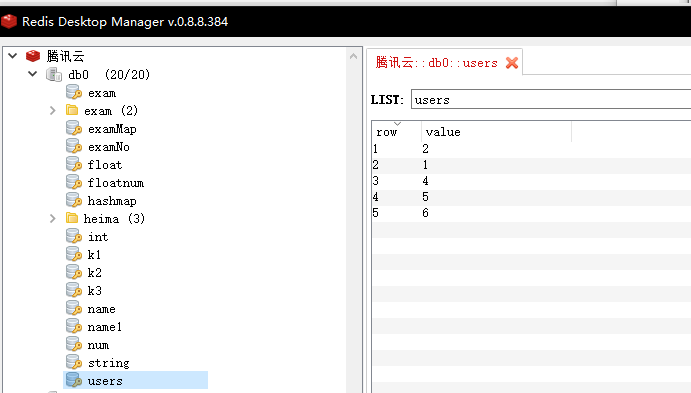 Redis Desktop Manager v.0.8.8.384
腾讯云
db0 (20/20)
exam
exam (2)
examMap
examNo
float
floatnum
hashmap
heima (3)
int
k1
k2
k3
name
name1
num
string
users
腾讯云::db0::users
LIST: users
row value
1 2
2 1
3 4
4 5
5 6